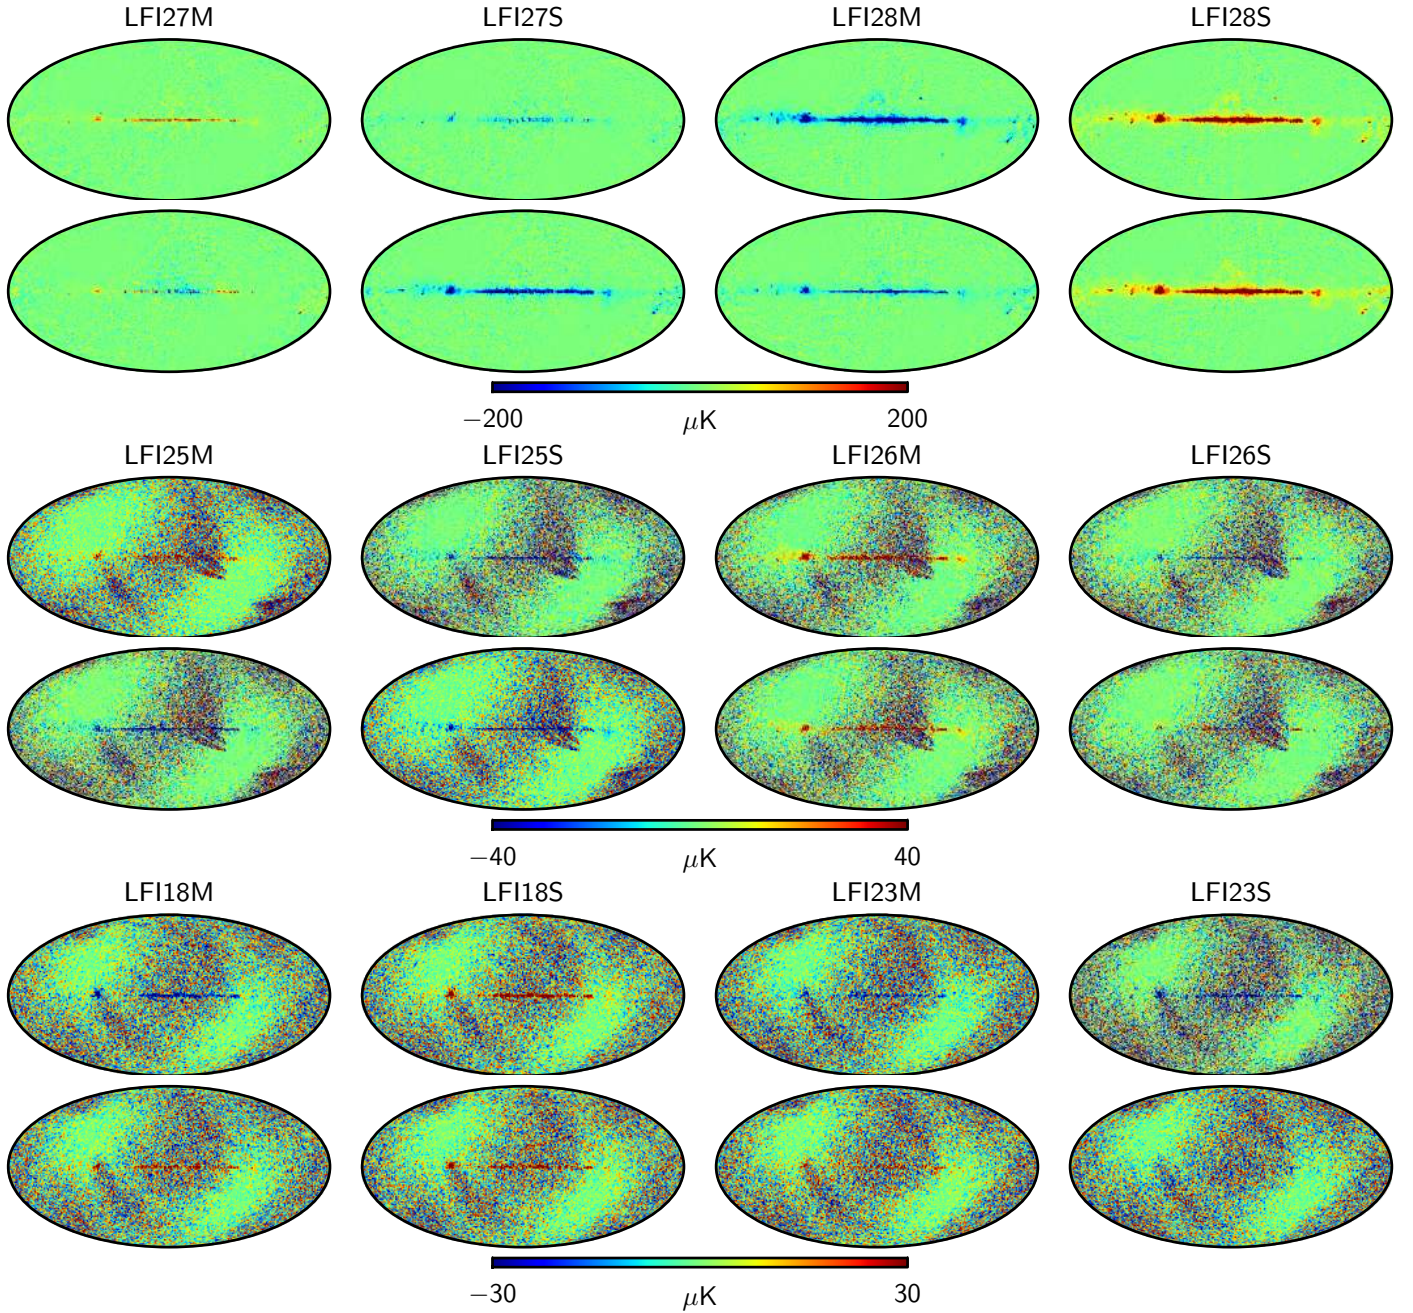 LFI27M LFI27S LFI28M LFI28S
−200 μK 200
LFI25M LFI25S LFI26M LFI26S
−40 μK 40
LFI18M LFI18S LFI23M LFI23S
−30 μK 30